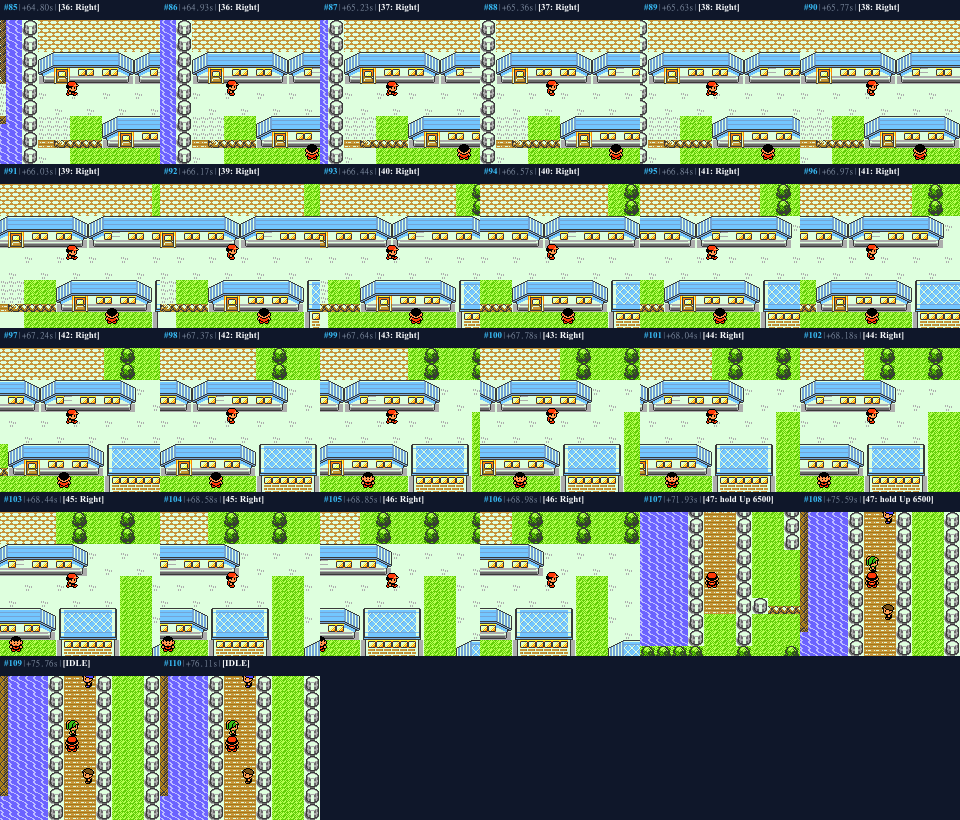 #85|+64.80s|[36: Right]
#86|+64.93s|[36: Right]
#87|+65.23s|[37: Right]
#88|+65.36s|[37: Right]
#89|+65.63s|[38: Right]
#90|+65.77s|[38: Right]
#91|+66.03s|[39: Right]
#92|+66.17s|[39: Right]
#93|+66.44s|[40: Right]
#94|+66.57s|[40: Right]
#95|+66.84s|[41: Right]
#96|+66.97s|[41: Right]
#97|+67.24s|[42: Right]
#98|+67.37s|[42: Right]
#99|+67.64s|[43: Right]
#100|+67.78s|[43: Right]
#101|+68.04s|[44: Right]
#102|+68.18s|[44: Right]
#103|+68.44s|[45: Right]
#104|+68.58s|[45: Right]
#105|+68.85s|[46: Right]
#106|+68.98s|[46: Right]
#107|+71.93s|[47: hold Up 6500]
#108|+75.59s|[47: hold Up 6500]
#109|+75.76s|[IDLE]
#110|+76.11s|[IDLE]